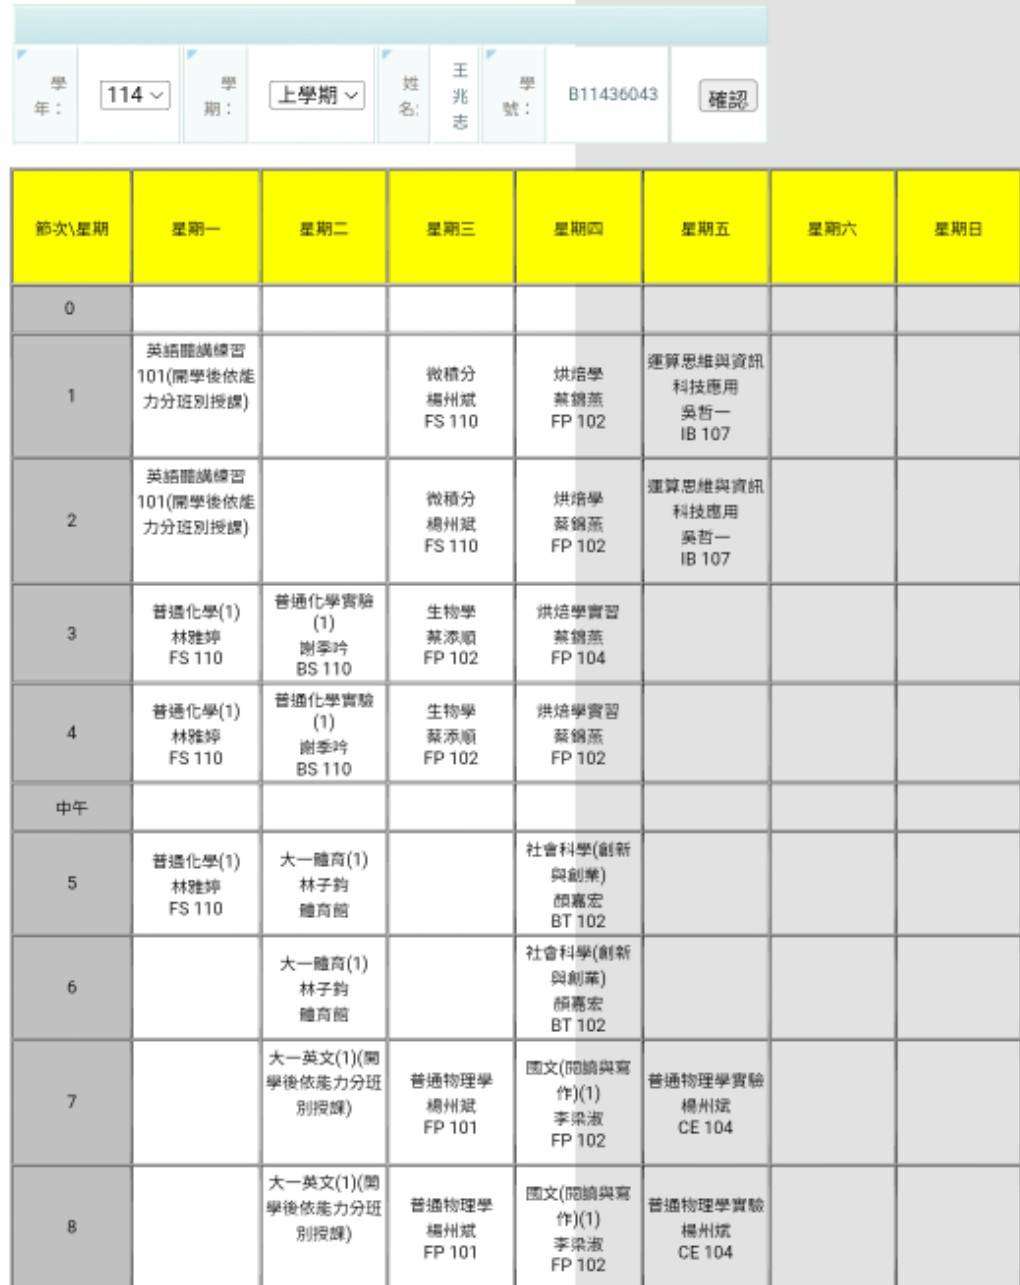 學
年：
114
學
期：
上學期
姓
名:
王
兆
志
學
號：
B11436043
確認
節次\星期
星期一
星期二
星期三
星期四
星期五
星期六
星期日
0
1
英語聽講練習
101(開學後依能
力分班別授課)
微積分
楊州斌
FS 110
烘焙學
蔡錦燕
FP 102
運算思維與資訊
科技應用
吳哲一
IB 107
2
英語聽講練習
101(開學後依能
力分班別授課)
微積分
楊州斌
FS 110
烘焙學
蔡錦燕
FP 102
運算思維與資訊
科技應用
吳哲一
IB 107
3
普通化學(1)
林雅婷
FS 110
普通化學實驗
(1)
謝季吟
BS 110
生物學
蔡添順
FP 102
烘焙學實習
蔡錦燕
FP 104
4
普通化學(1)
林雅婷
FS 110
普通化學實驗
(1)
謝季吟
BS 110
生物學
蔡添順
FP 102
烘焙學實習
蔡錦燕
FP 102
中午
5
普通化學(1)
林雅婷
FS 110
大一體育(1)
林子鈞
體育館
社會科學(創新
與創業)
顏嘉宏
BT 102
6
大一體育(1)
林子鈞
體育館
社會科學(創新
與創業)
顏嘉宏
BT 102
7
大一英文(1)(開
學後依能力分班
別授課)
普通物理學
楊州斌
FP 101
國文(閱讀與寫
作)(1)
李梁淑
FP 102
普通物理學實驗
楊州斌
CE 104
8
大一英文(1)(開
學後依能力分班
別授課)
普通物理學
楊州斌
FP 101
國文(閱讀與寫
作)(1)
李梁淑
FP 102
普通物理學實驗
楊州斌
CE 104